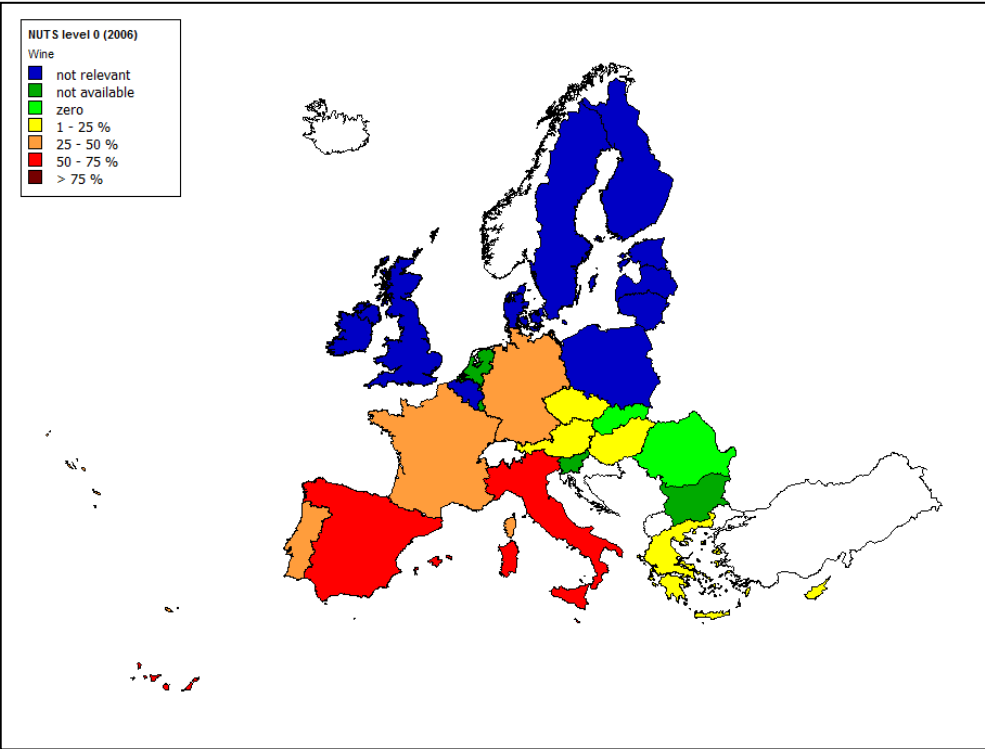 NUTS level 0 (2006)
Wine
not relevant
not available
zero
1 - 25 %
25 - 50 %
50 - 75 %
> 75 %